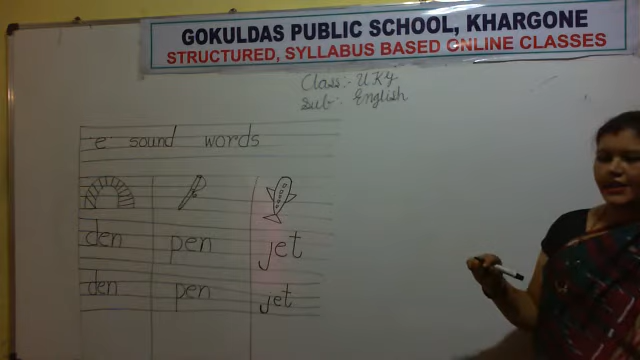 GOKULDAS PUBLIC SCHOOL, KHARGONE
STRUCTURED, SYLLABUS BASED ONLINE CLASSES
Class:- UKG
Sub:- English
e sound words
den pen jet
den pen jet